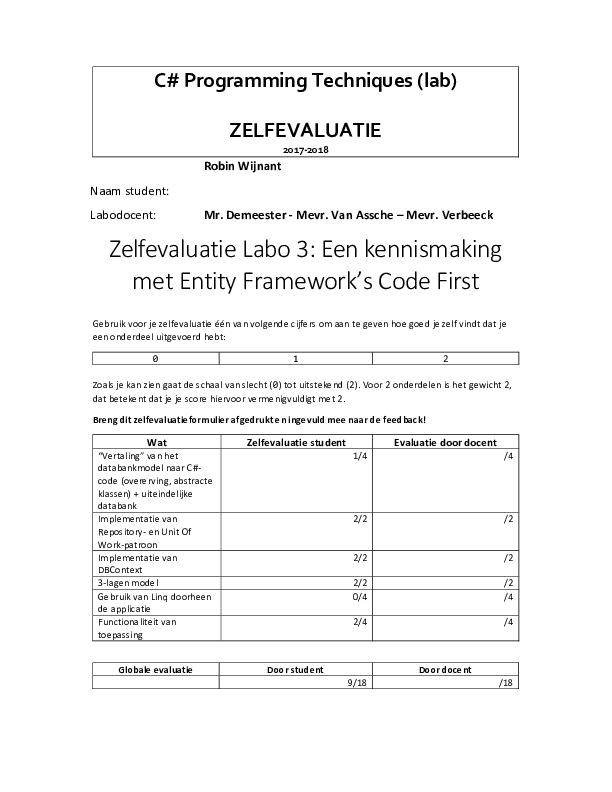 C# Programming Techniques (lab)
ZELFEVALUATIE
2017-2018
Robin Wijnant
Naam student:
Labodocent: Mr. Demeester - Mevr. Van Assche – Mevr. Verbeeck
Zelfevaluatie Labo 3: Een kennismaking
met Entity Framework’s Code First
Gebruik voor je zelfevaluatie één van volgende cijfers om aan te geven hoe goed je zelf vindt dat je
een onderdeel uitgevoerd hebt:
0 1 2
Zoals je kan zien gaat de schaal van slecht (0) tot uitstekend (2). Voor 2 onderdelen is het gewicht 2,
dat betekent dat je je score hiervoor vermenigvuldigt met 2.
Breng dit zelfevaluatieformulier afgedrukt en ingevuld mee naar de feedback!
Wat Zelfevaluatie student Evaluatie door docent
“Vertaling” van het 1/4 /4
databankmodel naar C#-
code (overerving, abstracte
klassen) + uiteindelijke
databank
Implementatie van 2/2 /2
Repository- en Unit Of
Work-patroon
Implementatie van 2/2 /2
DBContext
3-lagen model 2/2 /2
Gebruik van Linq doorheen 0/4 /4
de applicatie
Functionaliteit van 2/4 /4
toepassing
Globale evaluatie Door student Door docent
9/18 /18